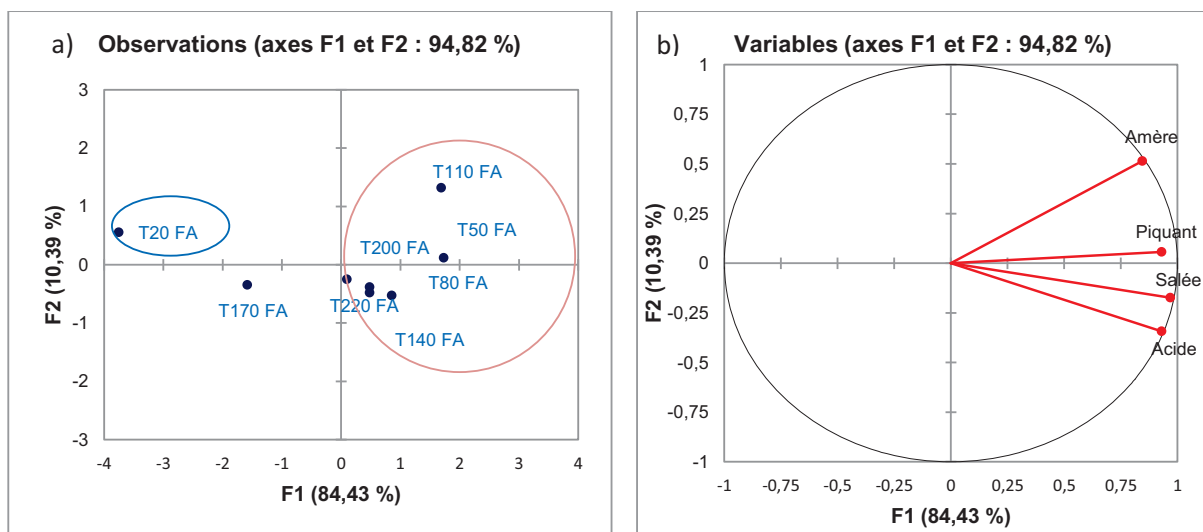 a) Observations (axes F1 et F2 : 94,82 %)
3
2
1
0
-1
-2
-3
F2 (10,39 %)
T110 FA
T50 FA
T20 FA
T200 FA
T80 FA
T170 FA
T220 FA
T140 FA
-4 -3 -2 -1 0 1 2 3 4
F1 (84,43 %)
b) Variables (axes F1 et F2 : 94,82 %)
1
0,75
0,5
0,25
0
-0,25
-0,5
-0,75
-1
F2 (10,39 %)
Amère
Piquant
Salée
Acide
-1 -0,75 -0,5 -0,25 0 0,25 0,5 0,75 1
F1 (84,43 %)